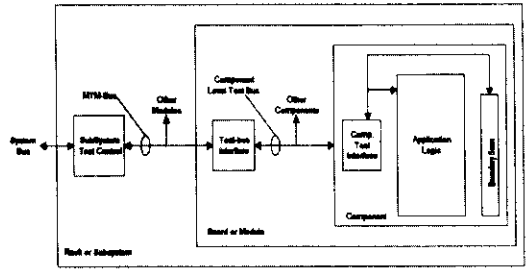 MTM-Bus
Other
Modules
Component
Level Test Bus
Other
Components
System
Bus
SubSystem
Test Control
Test-bus
Interface
Comp.
Test
Interface
Application
Logic
Boundary Scan
Component
Board or Module
Rack or Subsystem